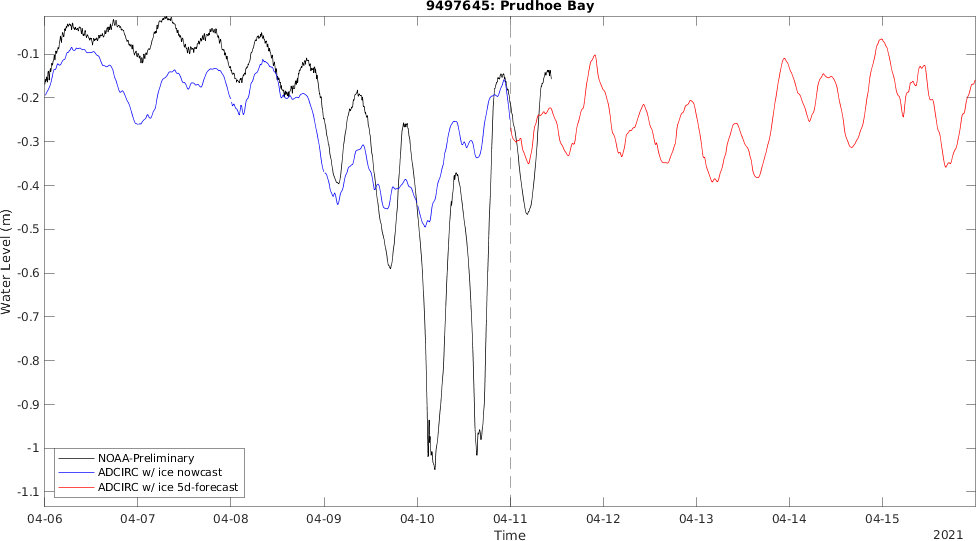 9497645: Prudhoe Bay
Water Level (m)
-0.1
-0.2
-0.3
-0.4
-0.5
-0.6
-0.7
-0.8
-0.9
-1
-1.1
NOAA-Preliminary
ADCIRC w/ ice nowcast
ADCIRC w/ ice 5d-forecast
04-06 04-07 04-08 04-09 04-10 04-11 04-12 04-13 04-14 04-15
Time
2021